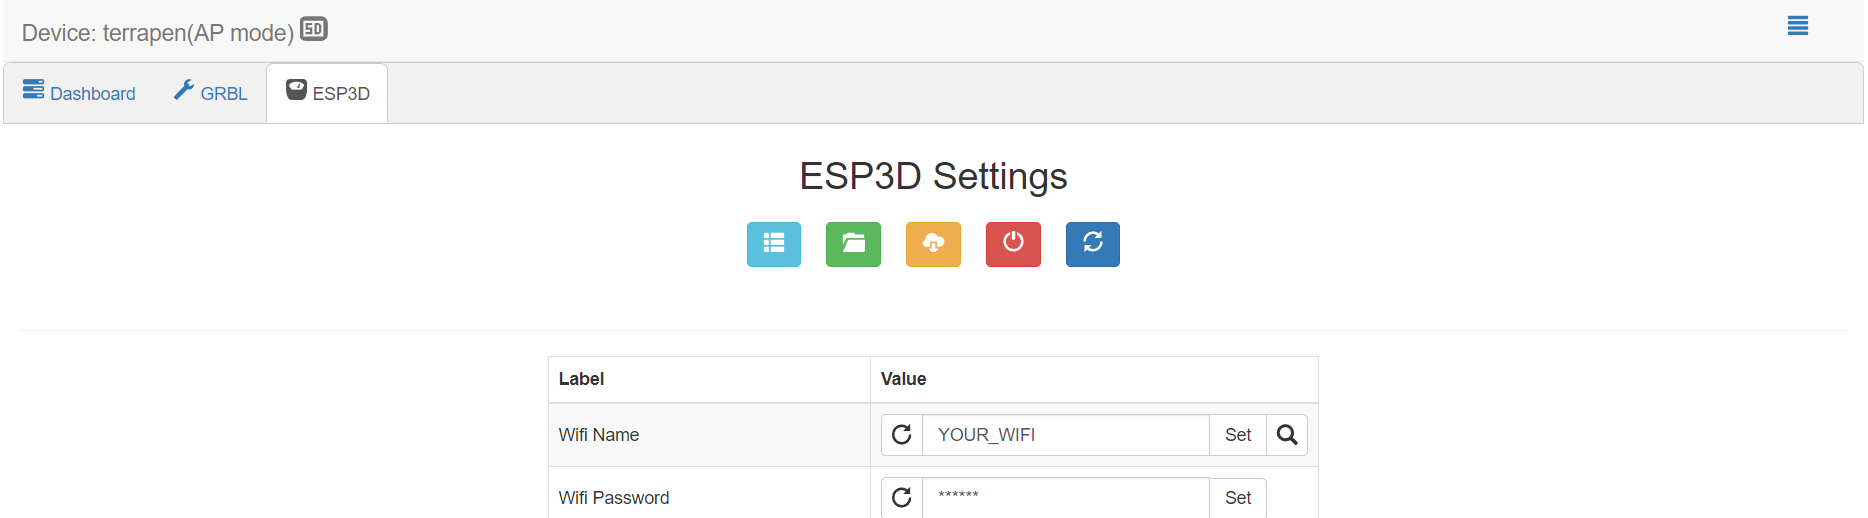 Device: terrapen(AP mode) SD
Dashboard GRBL ESP3D
ESP3D Settings
Label Value
Wifi Name YOUR_WIFI Set
Wifi Password ****** Set